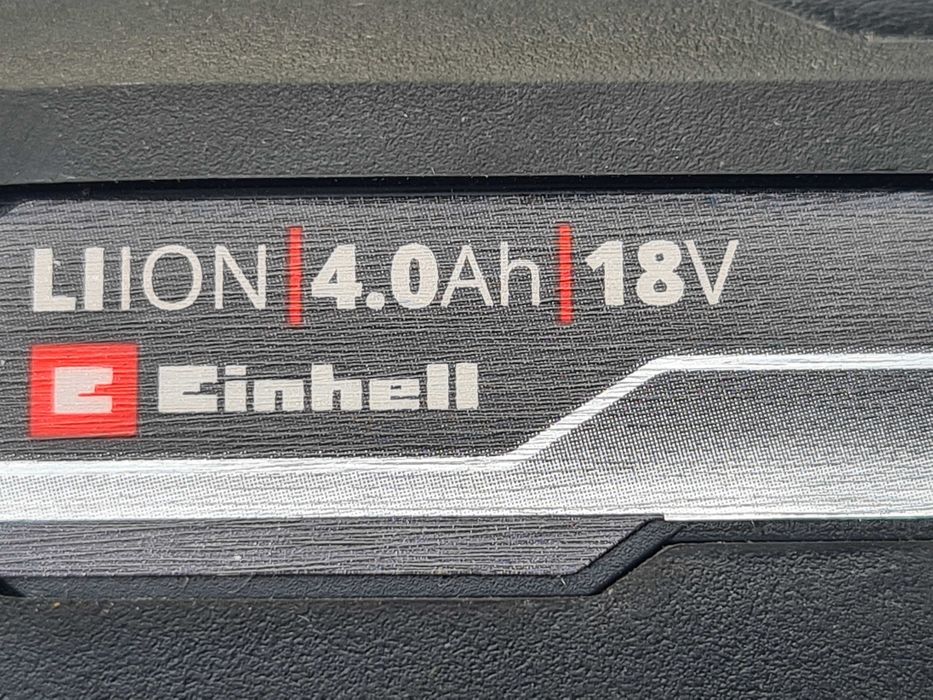 LIION | 4.0Ah | 18V
Einhell